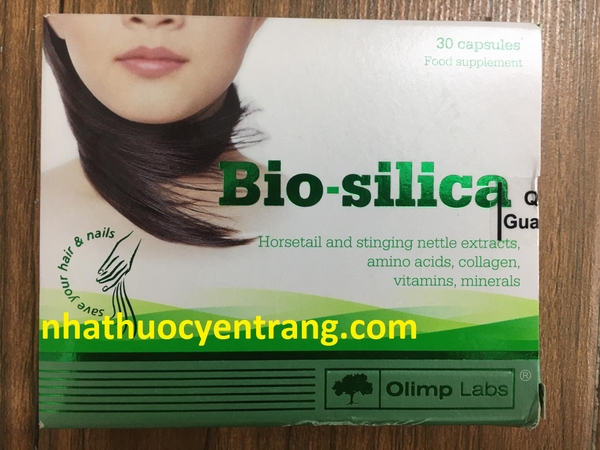 30 capsules
Food supplement
Bio-silica
Gua
Horsetail and stinging nettle extracts,
amino acids, collagen,
vitamins, minerals
save your hair & nails
nhathuocyentrang.com
Olimp Labs®